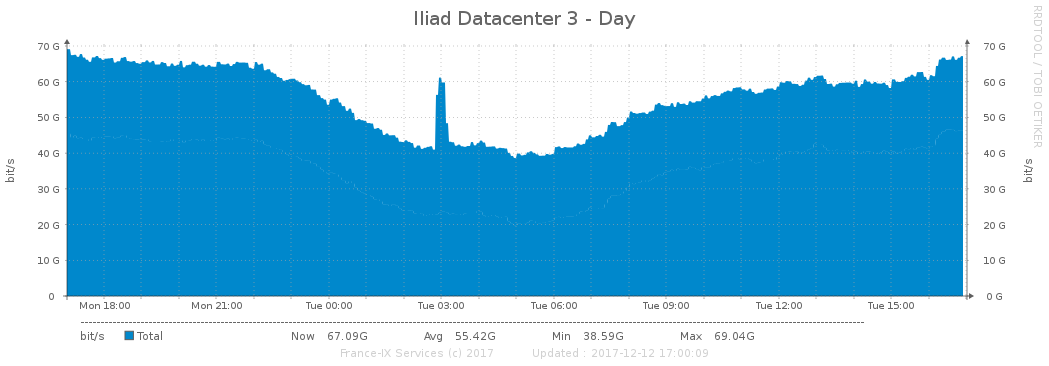 Iliad Datacenter 3 - Day
RRDTOOL / TOBI OETIKER
bit/s
70 G
60 G
50 G
40 G
30 G
20 G
10 G
0
70 G
60 G
50 G
40 G
30 G
20 G
10 G
0 G
bit/s
Mon 18:00 Mon 21:00 Tue 00:00 Tue 03:00 Tue 06:00 Tue 09:00 Tue 12:00 Tue 15:00
bit/s Total Now 67.09G Avg 55.42G Min 38.59G Max 69.04G
France-IX Services (c) 2017 Updated : 2017-12-12 17:00:09